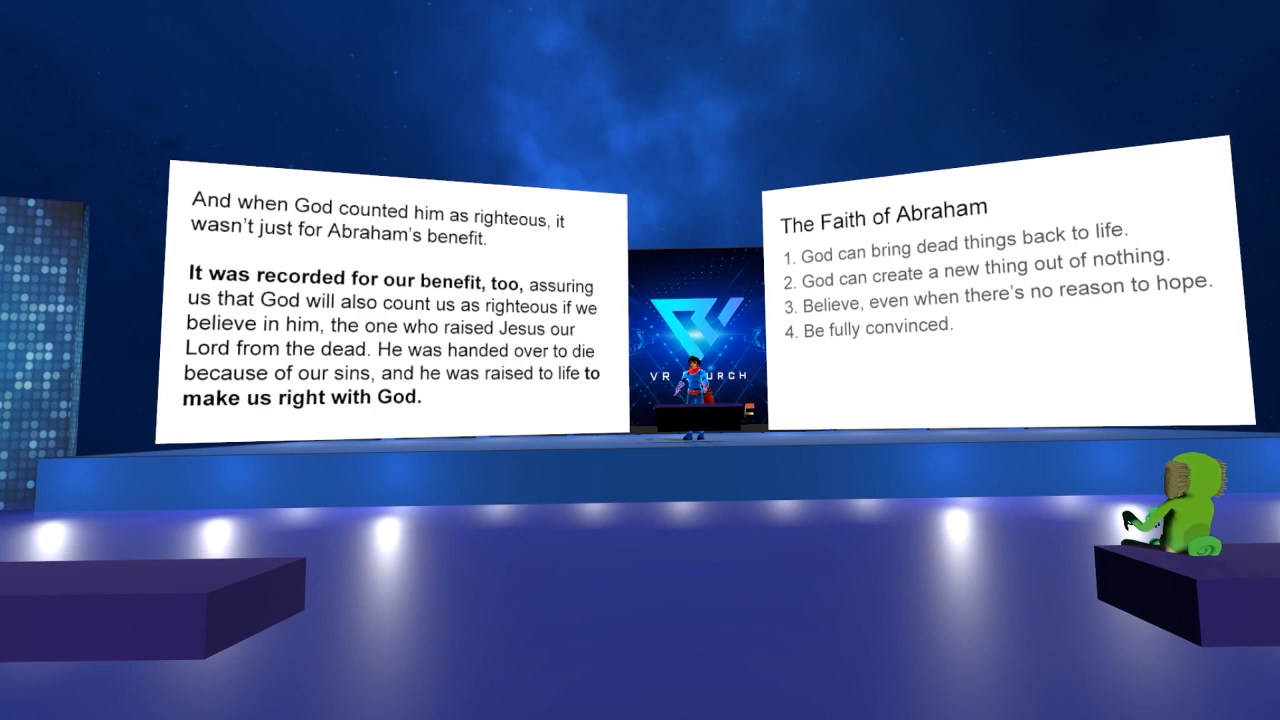 And when God counted him as righteous, it
wasn't just for Abraham's benefit.
It was recorded for our benefit, too, assuring
us that God will also count us as righteous if we
believe in him, the one who raised Jesus our
Lord from the dead. He was handed over to die
because of our sins, and he was raised to life to
make us right with God.
The Faith of Abraham
1. God can bring dead things back to life.
2. God can create a new thing out of nothing.
3. Believe, even when there's no reason to hope.
4. Be fully convinced.
VR URCH